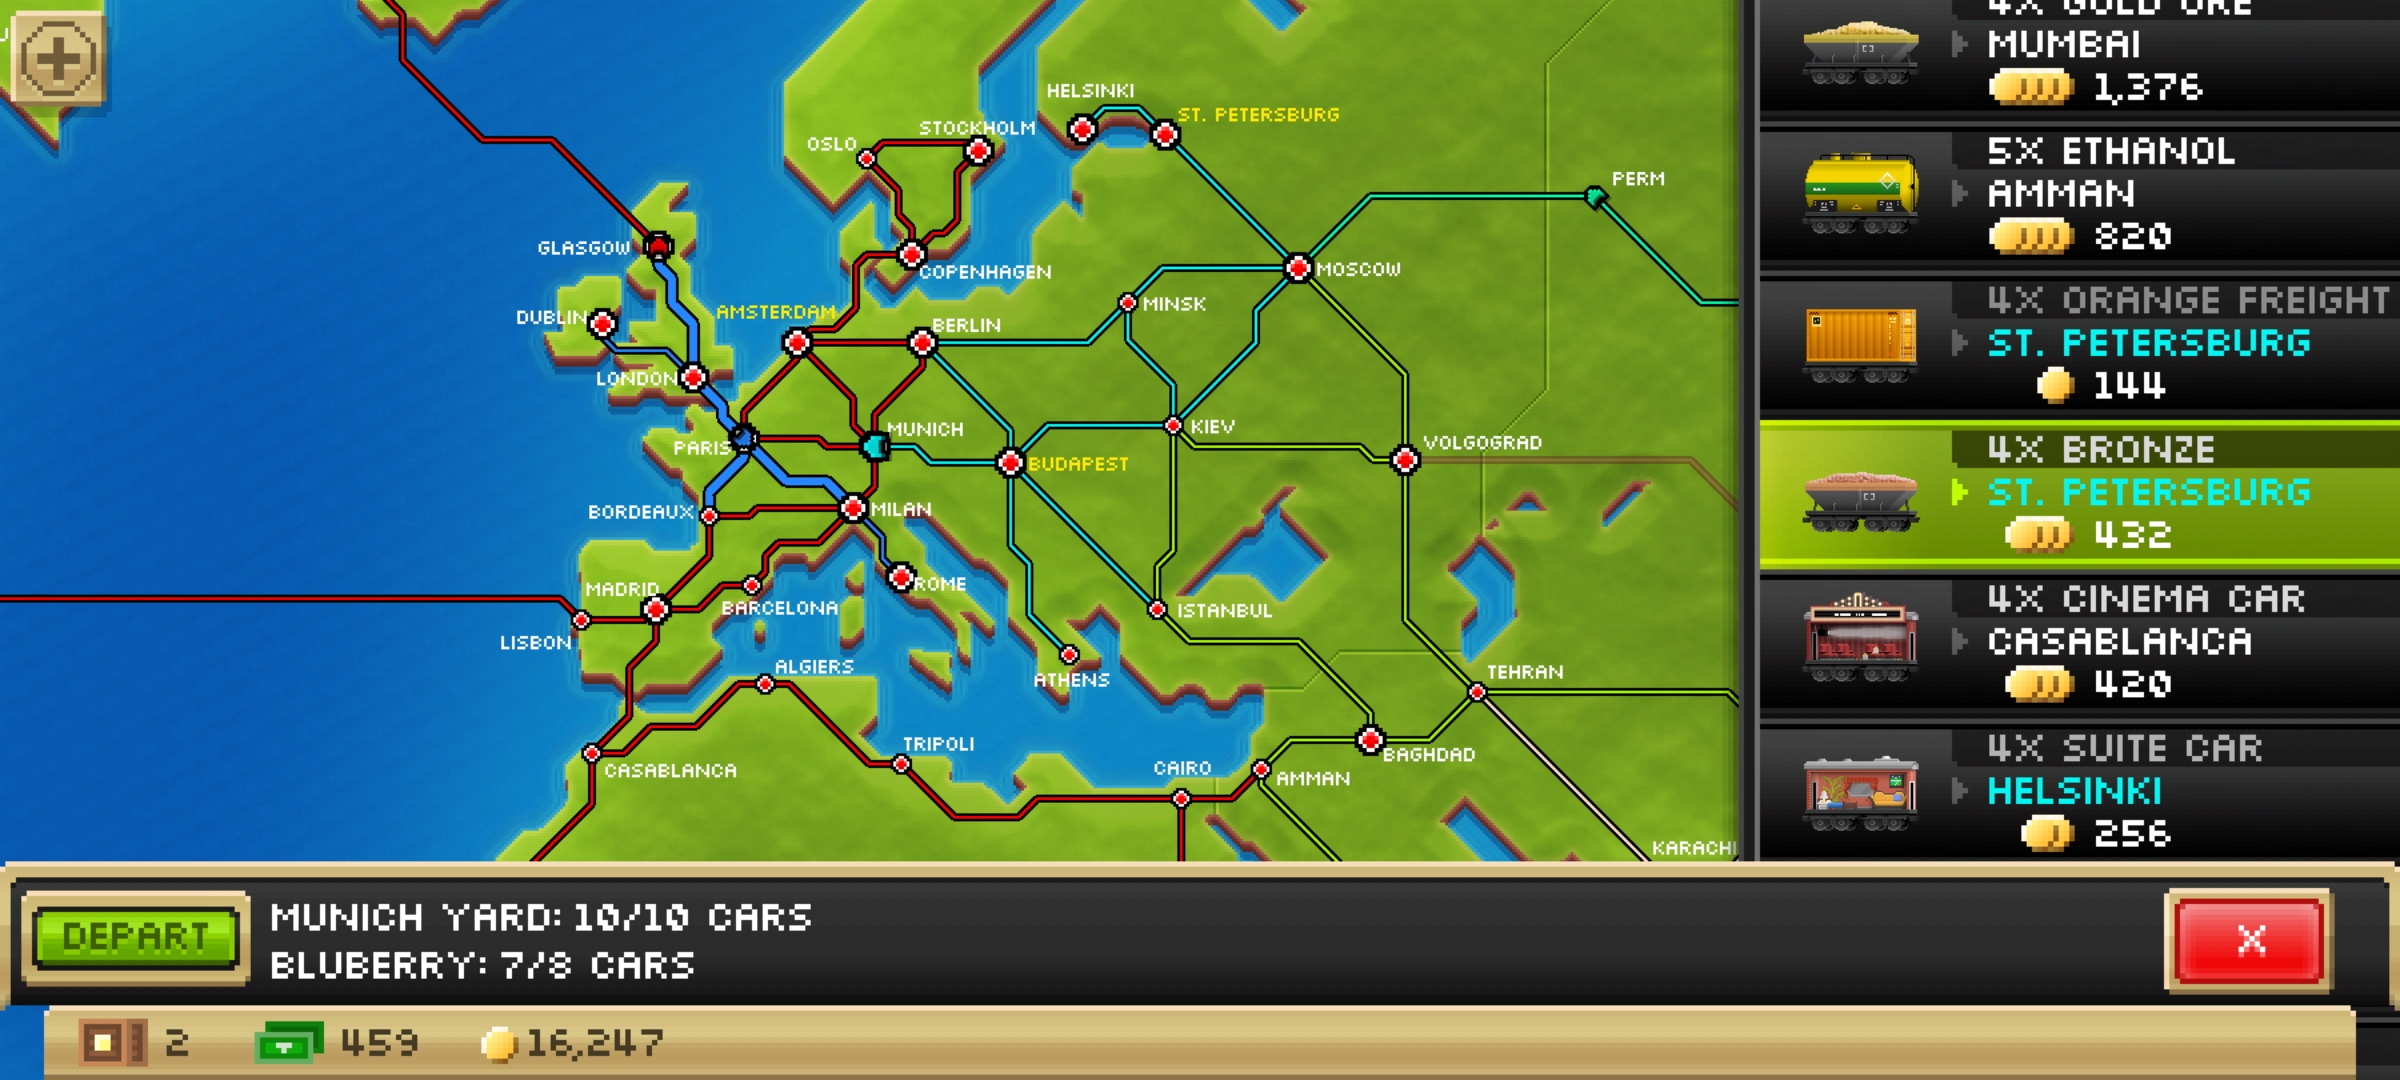 HELSINKI
ST. PETERSBURG
STOCKHOLM
OSLO
PERM
GLASGOW
COPENHAGEN
MOSCOW
AMSTERDAM
MINSK
DUBLIN
BERLIN
LONDON
MUNICH
KIEV
VOLGOGRAD
PARIS
BUDAPEST
BORDEAUX
MILAN
MADRID
ROME
BARCELONA
ISTANBUL
LISBON
ALGIERS
ATHENS
TEHRAN
TRIPOLI
BAGHDAD
CASABLANCA
CAIRO
AMMAN
KARACHI
4X GOLD ORE
MUMBAI
1,376
5X ETHANOL
AMMAN
820
4X ORANGE FREIGHT
ST. PETERSBURG
144
4X BRONZE
ST. PETERSBURG
432
4X CINEMA CAR
CASABLANCA
420
4X SUITE CAR
HELSINKI
256
DEPART
MUNICH YARD: 10/10 CARS
BLUBERRY: 7/8 CARS
X
2
459
16,247